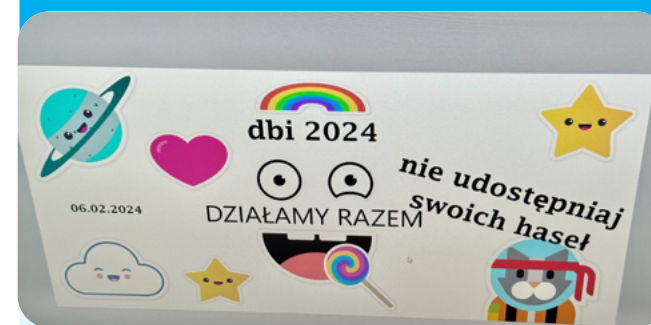 dbi 2024
nie udostępniaj
swoich haseł
06.02.2024
DZIAŁAMY RAZEM